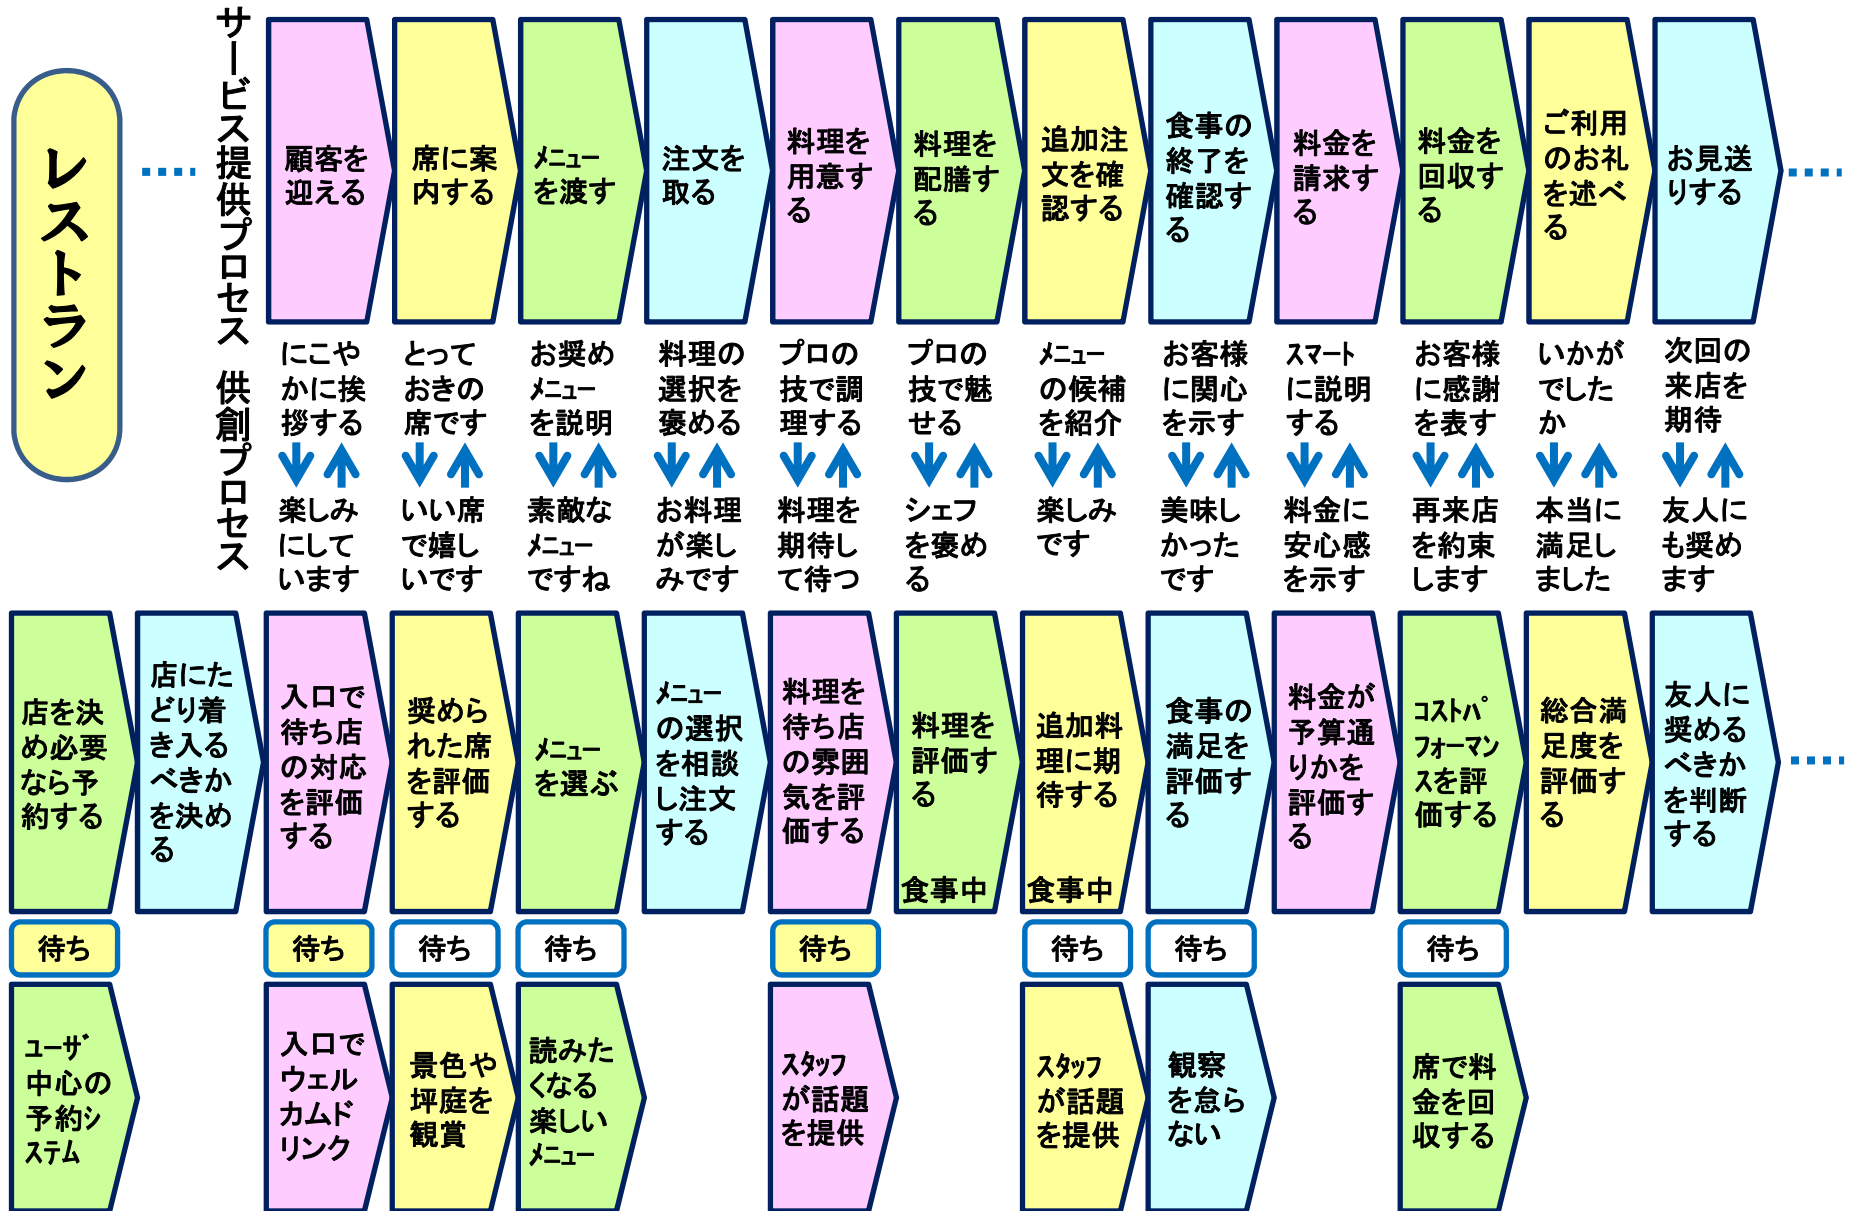 レストラン
サービス提供プロセス
供創プロセス
顧客を
迎える
席に案
内する
ﾒﾆｭｰ
を渡す
注文を
取る
料理を
用意す
る
料理を
配膳す
る
追加注
文を確
認する
食事の
終了を
確認す
る
料金を
請求す
る
料金を
回収す
る
ご利用
のお礼
を述べ
る
お見送
りする
にこや
かに挨
拶する
とって
おきの
席です
お奨め
ﾒﾆｭｰ
を説明
料理の
選択を
褒める
プロの
技で調
理する
プロの
技で魅
せる
ﾒﾆｭｰ
の候補
を紹介
お客様
に関心
を示す
ｽﾏｰﾄ
に説明
する
お客様
に感謝
を表す
いかが
でした
か
次回の
来店を
期待
楽しみ
にして
います
いい席
で嬉し
いです
素敵な
ﾒﾆｭｰ
ですね
お料理
が楽し
みです
料理を
期待し
て待つ
シェフ
を褒め
る
楽しみ
です
美味し
かった
です
料金に
安心感
を示す
再来店
を約束
します
本当に
満足し
ました
友人に
も奨め
ます
店を決
め必要
なら予
約する
店にた
どり着
き入る
べきか
を決め
る
入口で
待ち店
の対応
を評価
する
奨めら
れた席
を評価
する
ﾒﾆｭｰ
を選ぶ
ﾒﾆｭｰ
の選択
を相談
し注文
する
料理を
待ち店
の雰囲
気を評
価する
料理を
評価す
る
食事中
追加料
理に期
待する
食事中
食事の
満足を
評価す
る
料金が
予算通
りかを
評価す
る
ｺｽﾄﾊﾟ
ﾌｫｰﾏﾝ
ｽを評
価する
総合満
足度を
評価す
る
友人に
奨める
べきか
を判断
する
待ち
待ち
待ち
待ち
待ち
待ち
待ち
待ち
ﾕｰｻﾞ
中心の
予約ｼ
ｽﾃﾑ
入口で
ウェル
カムド
リンク
景色や
坪庭を
観賞
読みた
くなる
楽しい
ﾒﾆｭｰ
ｽﾀｯﾌ
が話題
を提供
ｽﾀｯﾌ
が話題
を提供
観察
を怠ら
ない
席で料
金を回
収する